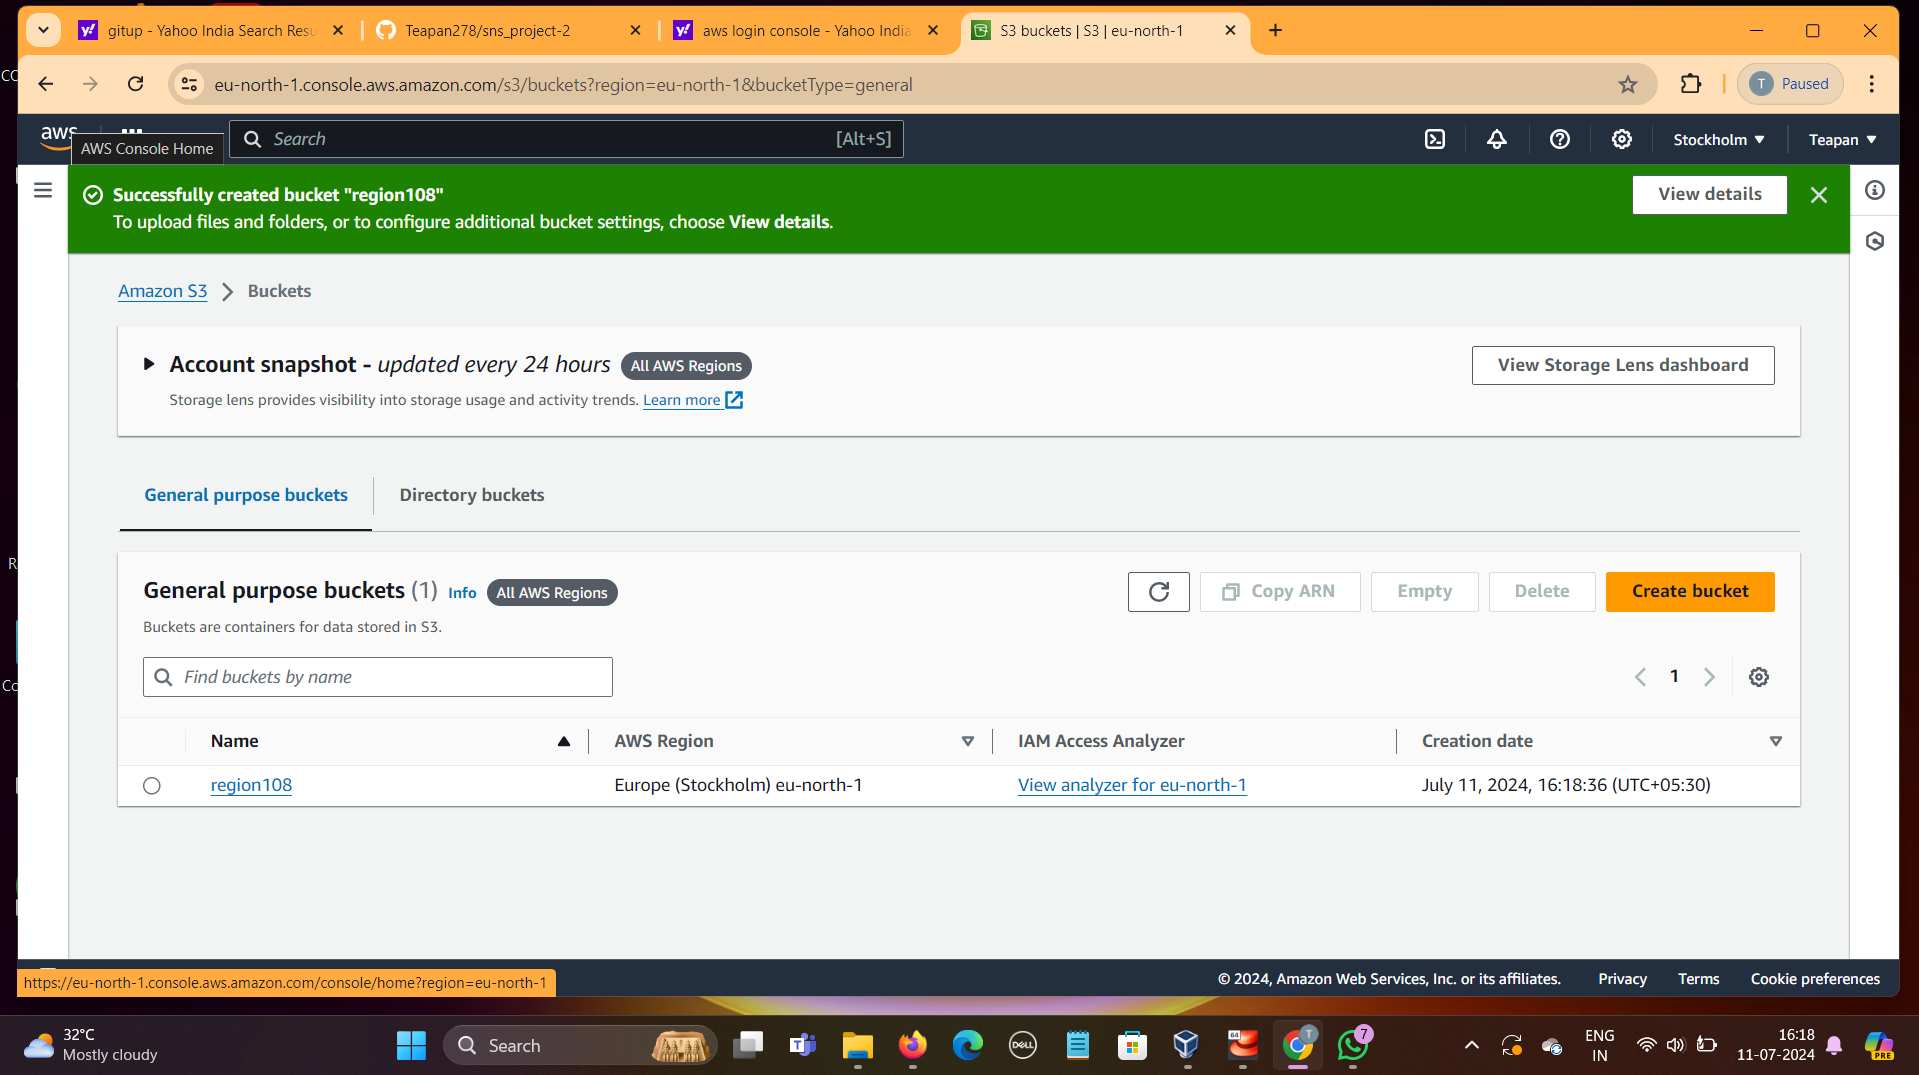 gitup - Yahoo India Search Resu
Teapan278/sns_project-2
aws login console - Yahoo India
S3 buckets | S3 | eu-north-1
eu-north-1.console.aws.amazon.com/s3/buckets?region=eu-north-1&bucketType=general
T
Paused
aws
AWS Console Home
Search
[Alt+S]
Stockholm
Teapan
Successfully created bucket "region108"
To upload files and folders, or to configure additional bucket settings, choose View details.
View details
Amazon S3
Buckets
Account snapshot - updated every 24 hours
All AWS Regions
View Storage Lens dashboard
Storage lens provides visibility into storage usage and activity trends. Learn more
General purpose buckets
Directory buckets
General purpose buckets (1)
Info
All AWS Regions
Copy ARN
Empty
Delete
Create bucket
Buckets are containers for data stored in S3.
Find buckets by name
1
Name
AWS Region
IAM Access Analyzer
Creation date
region108
Europe (Stockholm) eu-north-1
View analyzer for eu-north-1
July 11, 2024, 16:18:36 (UTC+05:30)
https://eu-north-1.console.aws.amazon.com/console/home?region=eu-north-1
© 2024, Amazon Web Services, Inc. or its affiliates.
Privacy
Terms
Cookie preferences
32°C
Mostly cloudy
Search
DELL
64
T
7
ENG
IN
16:18
11-07-2024
PRE